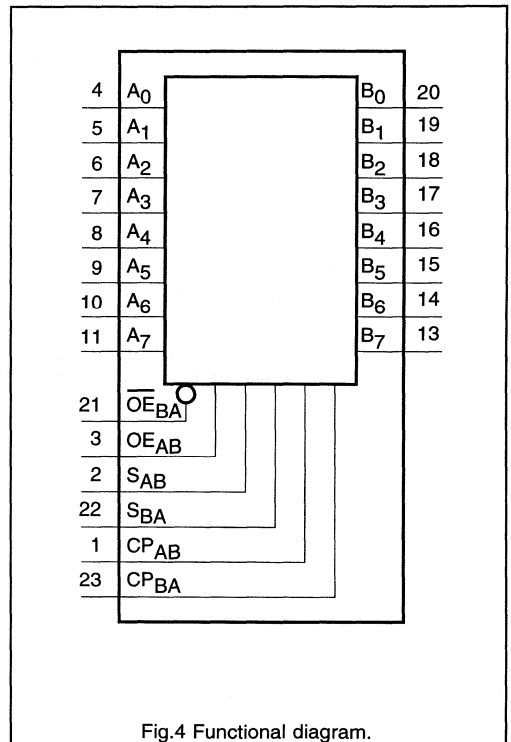 4 A0 B0 20
5 A1 B1 19
6 A2 B2 18
7 A3 B3 17
8 A4 B4 16
9 A5 B5 15
10 A6 B6 14
11 A7 B7 13
21 O̅E̅BA
3 OEAB
2 SAB
22 SBA
1 CPAB
23 CPBA
Fig.4 Functional diagram.